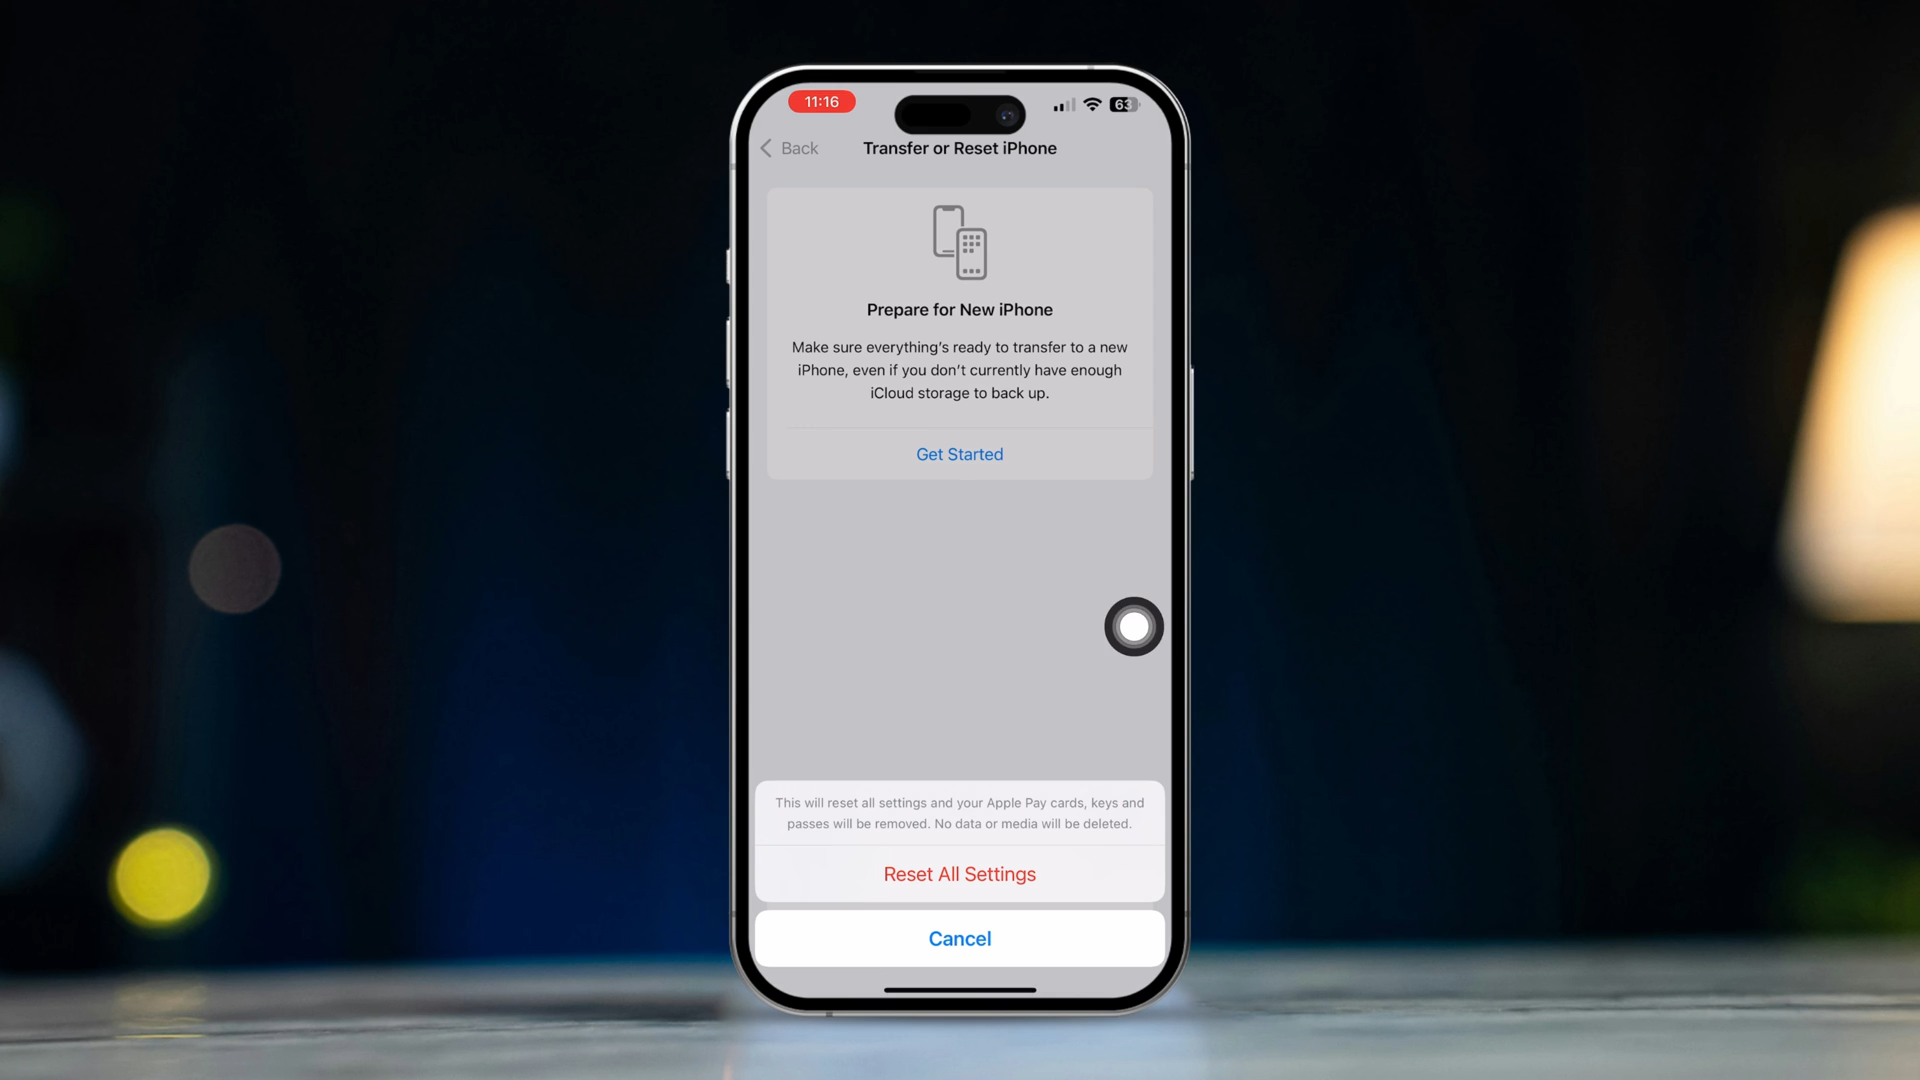 11:16
63
Back
Transfer or Reset iPhone
Prepare for New iPhone
Make sure everything's ready to transfer to a new
iPhone, even if you don't currently have enough
iCloud storage to back up.
Get Started
This will reset all settings and your Apple Pay cards, keys and
passes will be removed. No data or media will be deleted.
Reset All Settings
Cancel